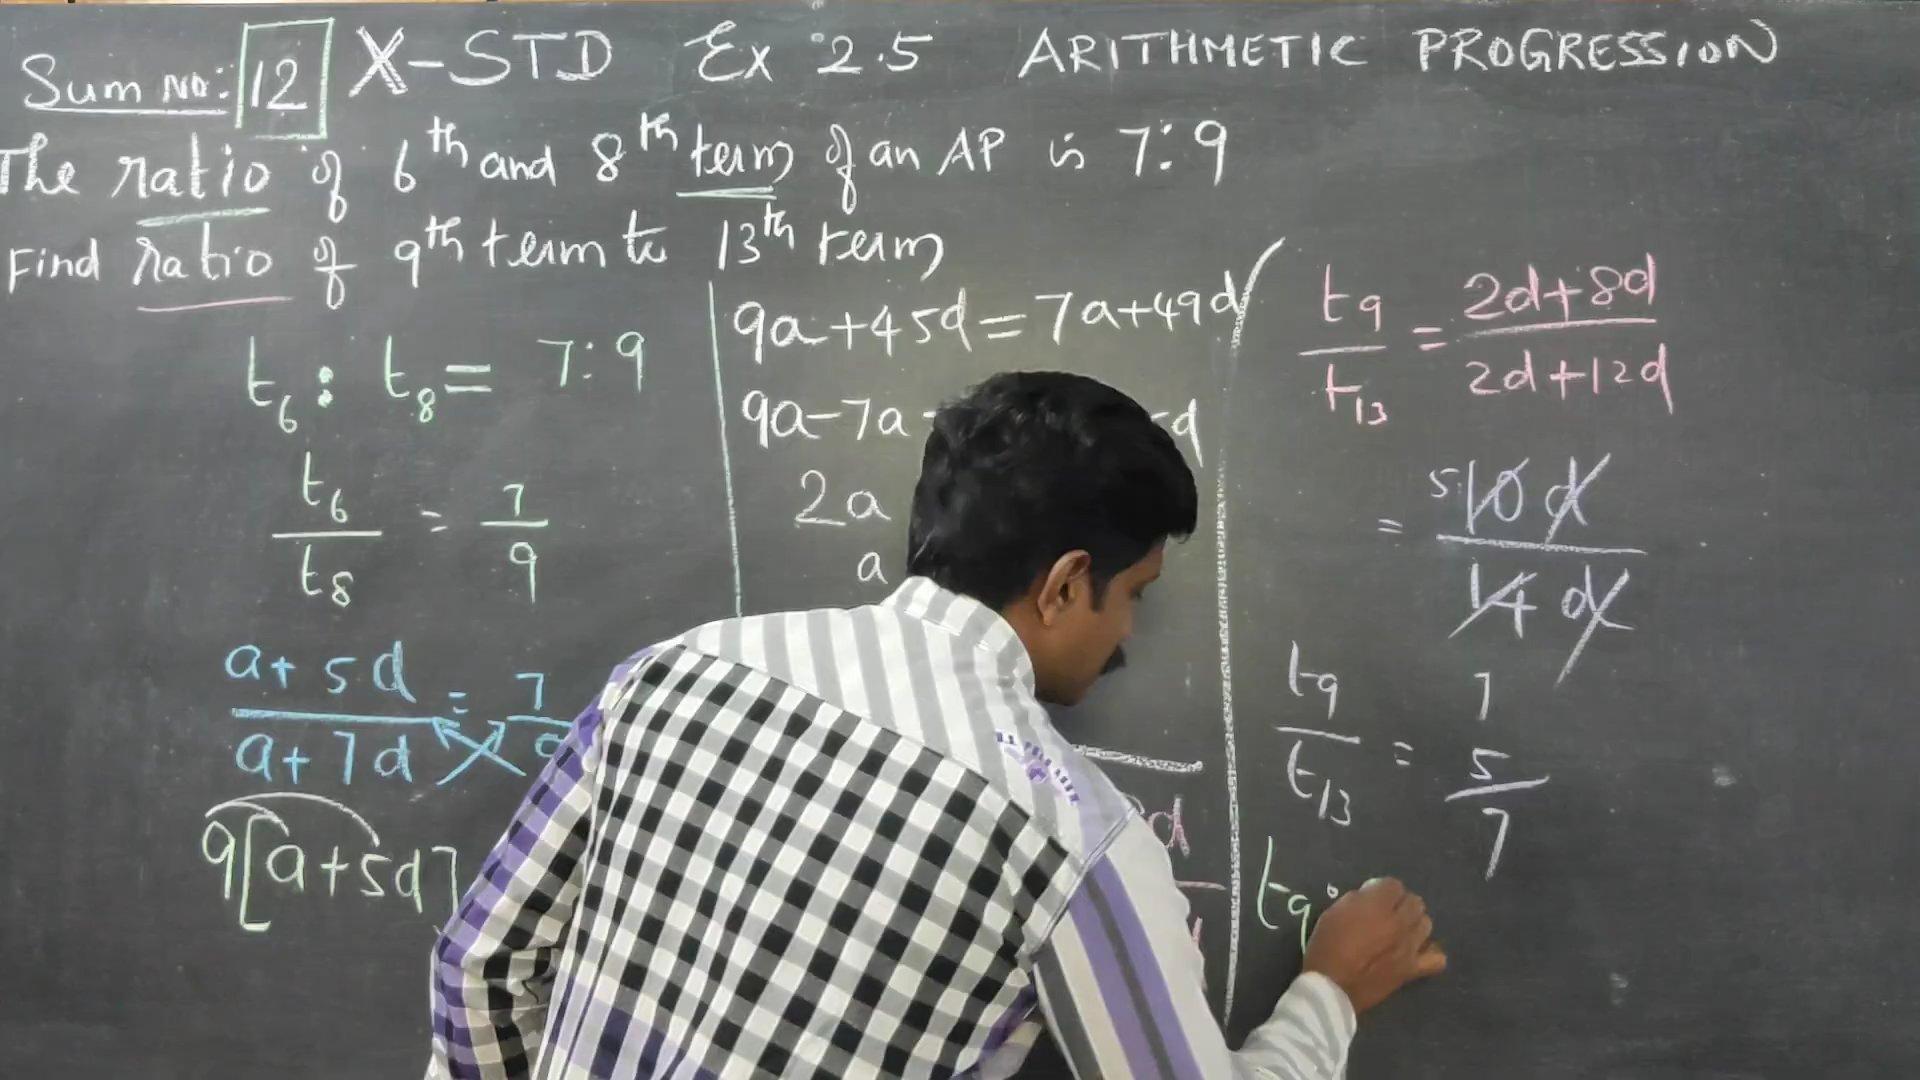 Sum No: 12 X-STD Ex 2.5 ARITHMETIC PROGRESSION
The ratio of 6th and 8th term of an AP is 7:9
Find ratio of 9th term to 13th term
t6 : t8 = 7:9
t6/t8 = 7/9
a+5d/a+7d = 7
9[a+5d]
9a+45d=7a+49d
9a-7a
2a
a
t9/t13 = 2d+8d/2d+12d
= 5 10d/14d
7
t9/t13 = 5/7
t9: